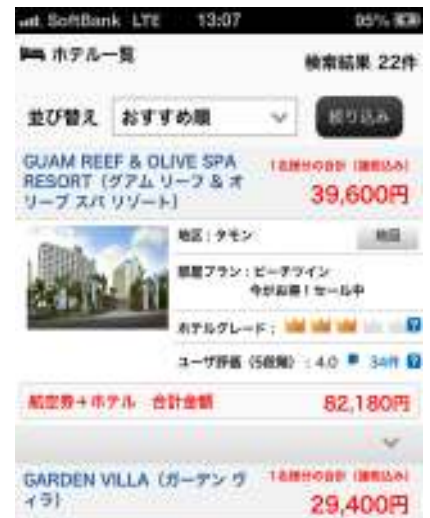 SoftBank LTE 13:07 95%
ホテル一覧 検索結果 22件
並び替え おすすめ順 絞り込み
GUAM REEF & OLIVE SPA
RESORT (グアム リーフ & オ
リーブ スパ リゾート)
1名様分の合計 (諸税込み)
39,600円
地区 : タモン 地図
部屋プラン : ビーチツイン
今がお得！セール中
ホテルグレード :
ユーザ評価 (5段階) : 4.0 34件
航空券+ホテル 合計金額 82,180円
GARDEN VILLA (ガーデン ヴ
ィラ)
1名様分の合計 (諸税込み)
29,400円